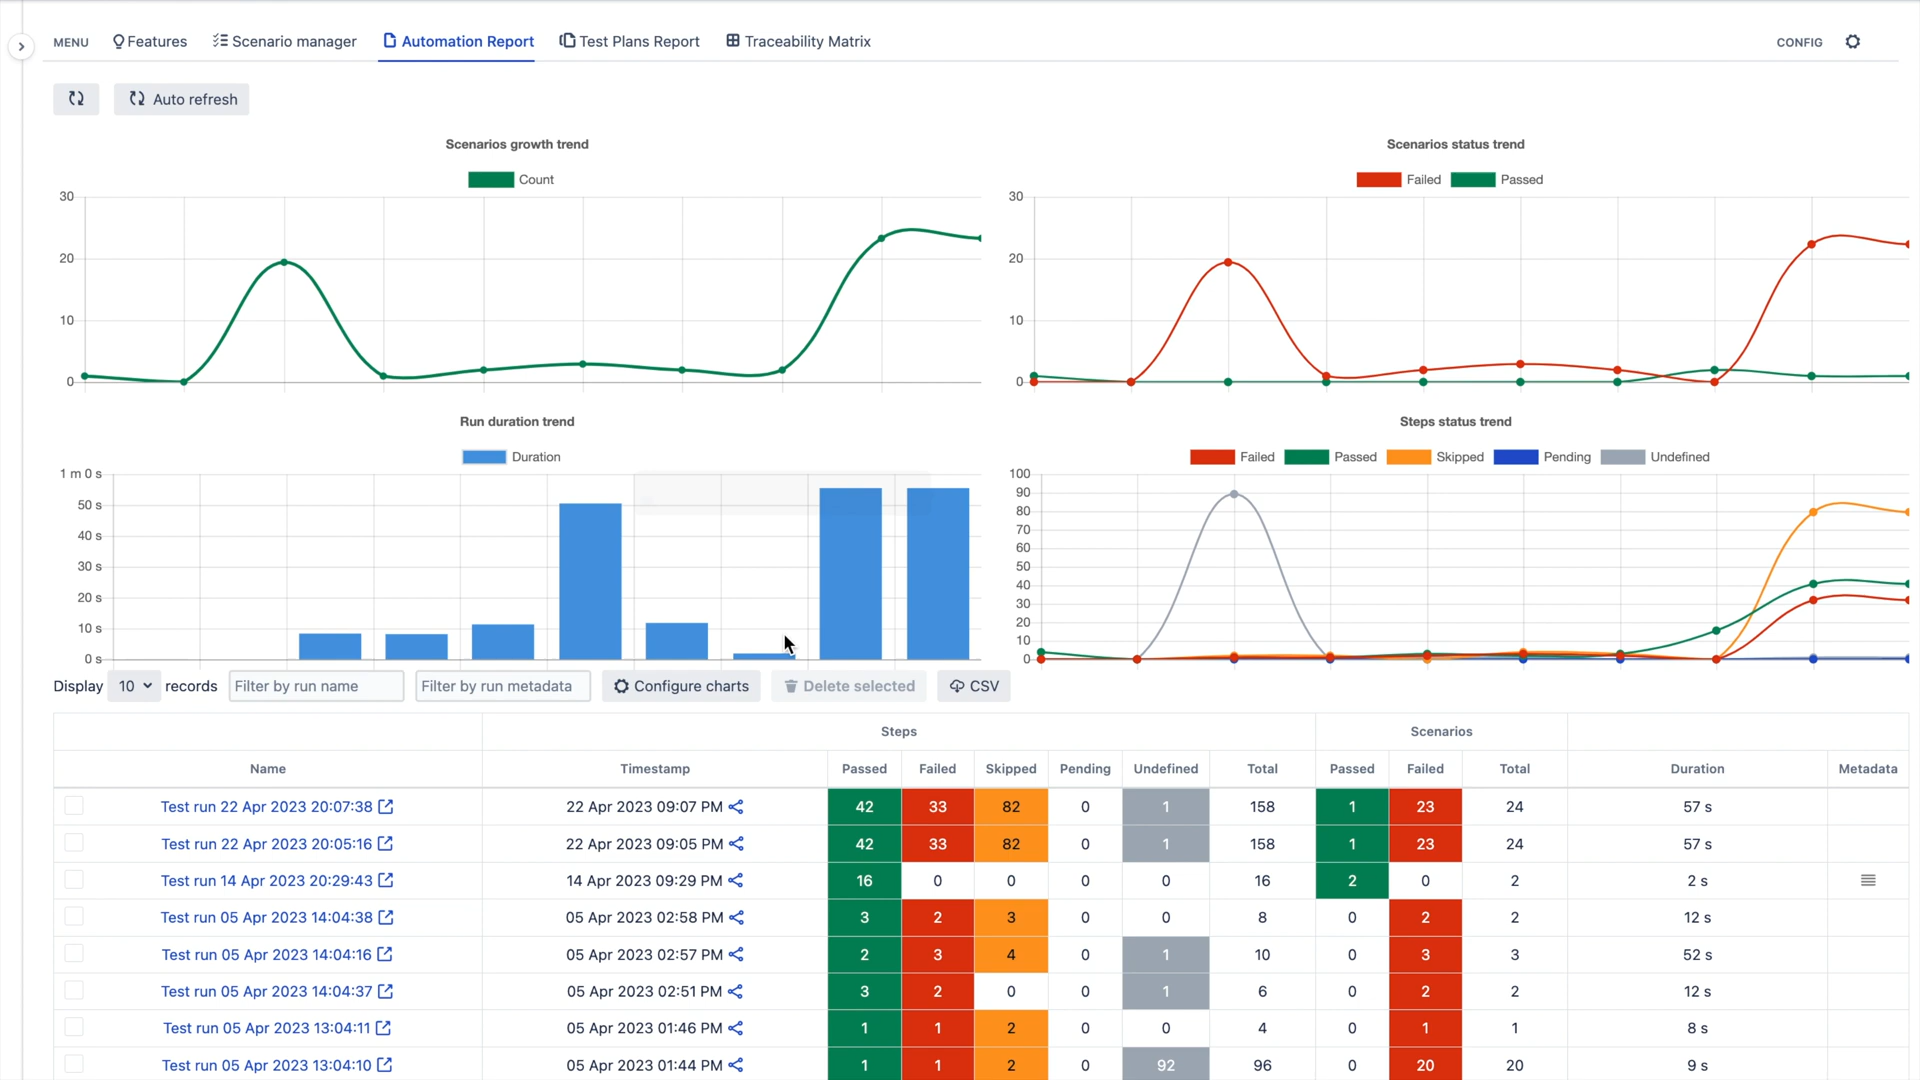 MENU Features Scenario manager Automation Report Test Plans Report Traceability Matrix CONFIG
Auto refresh
Scenarios growth trend
Count
30
20
10
0
Scenarios status trend
Failed Passed
30
20
10
0
Run duration trend
Duration
1 m 0 s
50 s
40 s
30 s
20 s
10 s
0 s
Steps status trend
Failed Passed Skipped Pending Undefined
100
90
80
70
60
50
40
30
20
10
0
Display 10 records Filter by run name Filter by run metadata Configure charts Delete selected CSV
Steps Scenarios
Name Timestamp Passed Failed Skipped Pending Undefined Total Passed Failed Total Duration Metadata
Test run 22 Apr 2023 20:07:38 22 Apr 2023 09:07 PM 42 33 82 0 1 158 1 23 24 57 s
Test run 22 Apr 2023 20:05:16 22 Apr 2023 09:05 PM 42 33 82 0 1 158 1 23 24 57 s
Test run 14 Apr 2023 20:29:43 14 Apr 2023 09:29 PM 16 0 0 0 0 16 2 0 2 2 s
Test run 05 Apr 2023 14:04:38 05 Apr 2023 02:58 PM 3 2 3 0 0 8 0 2 2 12 s
Test run 05 Apr 2023 14:04:16 05 Apr 2023 02:57 PM 2 3 4 0 1 10 0 3 3 52 s
Test run 05 Apr 2023 14:04:37 05 Apr 2023 02:51 PM 3 2 0 0 1 6 0 2 2 12 s
Test run 05 Apr 2023 13:04:11 05 Apr 2023 01:46 PM 1 1 2 0 0 4 0 1 1 8 s
Test run 05 Apr 2023 13:04:10 05 Apr 2023 01:44 PM 1 1 2 0 92 96 0 20 20 9 s